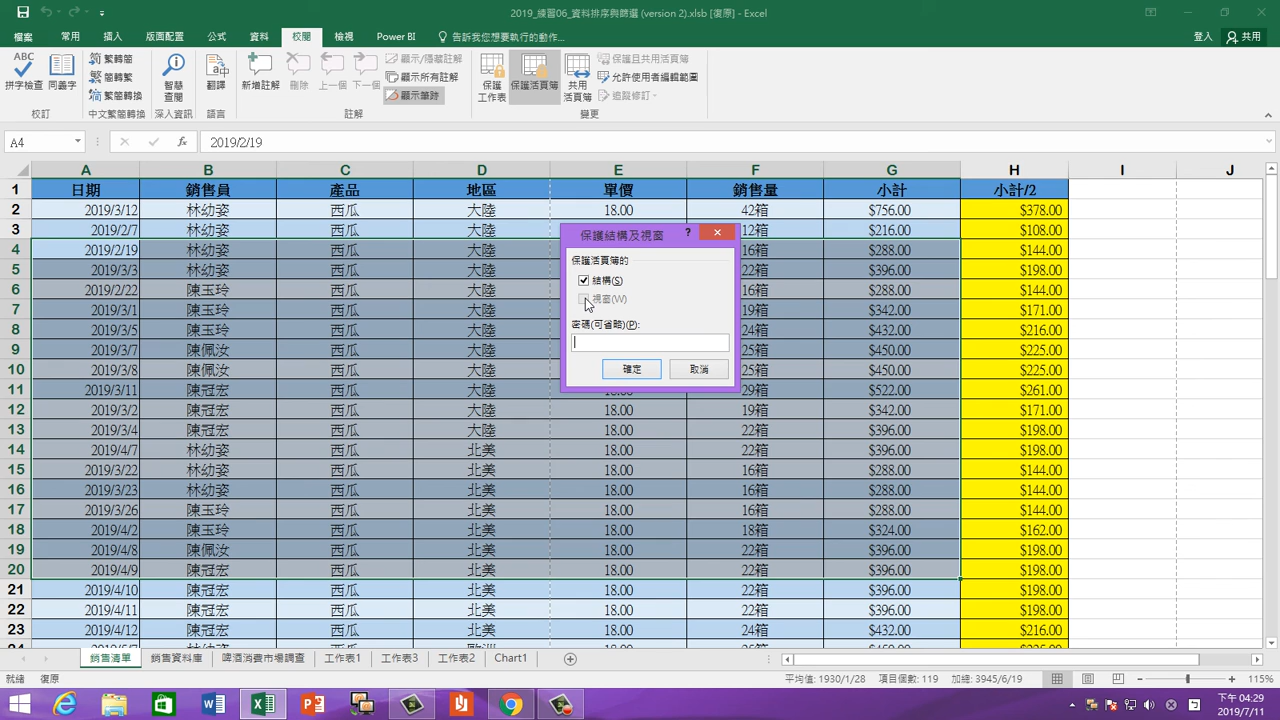 2019_練習06_資料排序與篩選 (version 2).xlsb [復原] - Excel
檔案 常用 插入 版面配置 公式 資料 校閱 檢視 Power BI 告訴我您想要執行的動作... 登入 共用
ABC
拼字檢查 同義字 繁轉簡 簡轉繁 繁簡轉換 智慧查閱 翻譯 新增註解 刪除 上一個 下一個 顯示/隱藏註解 顯示所有註解 顯示筆跡 保護工作表 保護活頁簿 共用活頁簿 保護且共用活頁簿 允許使用者編輯範圍 追蹤修訂
校訂 中文繁簡轉換 深入資訊 語言 註解 變更
A4 fx 2019/2/19
A B C D E F G H I J
1 日期 銷售員 產品 地區 單價 銷售量 小計 小計/2
2 2019/3/12 林幼姿 西瓜 大陸 18.00 42箱 $756.00 $378.00
3 2019/2/7 林幼姿 西瓜 大陸 12箱 $216.00 $108.00
4 2019/2/19 林幼姿 西瓜 大陸 16箱 $288.00 $144.00
5 2019/3/3 林幼姿 西瓜 大陸 22箱 $396.00 $198.00
6 2019/2/22 陳玉玲 西瓜 大陸 16箱 $288.00 $144.00
7 2019/3/1 陳玉玲 西瓜 大陸 19箱 $342.00 $171.00
8 2019/3/5 陳玉玲 西瓜 大陸 24箱 $432.00 $216.00
9 2019/3/7 陳佩汝 西瓜 大陸 25箱 $450.00 $225.00
10 2019/3/8 陳佩汝 西瓜 大陸 25箱 $450.00 $225.00
11 2019/3/11 陳冠宏 西瓜 大陸 18.00 29箱 $522.00 $261.00
12 2019/3/2 陳冠宏 西瓜 大陸 18.00 19箱 $342.00 $171.00
13 2019/3/4 陳冠宏 西瓜 大陸 18.00 22箱 $396.00 $198.00
14 2019/4/7 林幼姿 西瓜 北美 18.00 22箱 $396.00 $198.00
15 2019/3/22 林幼姿 西瓜 北美 18.00 16箱 $288.00 $144.00
16 2019/3/23 林幼姿 西瓜 北美 18.00 16箱 $288.00 $144.00
17 2019/3/26 陳玉玲 西瓜 北美 18.00 16箱 $288.00 $144.00
18 2019/4/2 陳玉玲 西瓜 北美 18.00 18箱 $324.00 $162.00
19 2019/4/8 陳佩汝 西瓜 北美 18.00 22箱 $396.00 $198.00
20 2019/4/9 陳冠宏 西瓜 北美 18.00 22箱 $396.00 $198.00
21 2019/4/10 陳冠宏 西瓜 北美 18.00 22箱 $396.00 $198.00
22 2019/4/11 陳冠宏 西瓜 北美 18.00 22箱 $396.00 $198.00
23 2019/4/12 陳冠宏 西瓜 北美 18.00 24箱 $432.00 $216.00
保護結構及視窗 ?
保護活頁簿的
結構(S)
視窗(W)
密碼(可省略)(P):
確定 取消
銷售清單 銷售資料庫 啤酒消費市場調查 工作表1 工作表3 工作表2 Chart1
就緒 復原 平均值: 1930/1/28 項目個數: 119 加總: 3945/6/19 115%
下午 04:29
2019/7/11